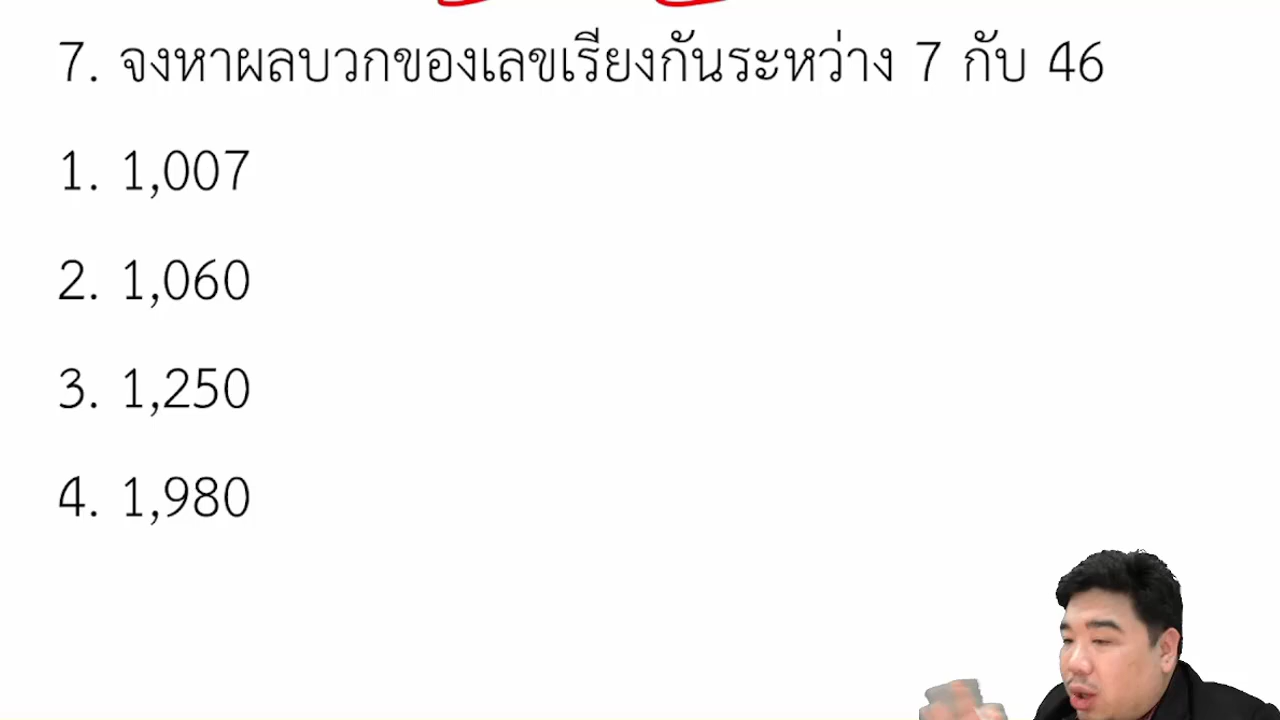 7. จงหาผลบวกของเลขเรียงกันระหว่าง 7 กับ 46
1. 1,007
2. 1,060
3. 1,250
4. 1,980